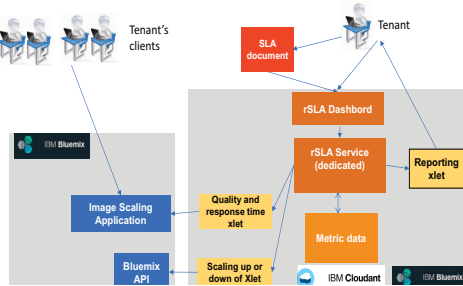 Tenant's
clients
Tenant
SLA
document
rSLA Dashbord
IBM Bluemix
rSLA Service
(dedicated)
Reporting
xlet
Image Scaling
Application
Quality and
response time
xlet
Metric data
Bluemix
API
Scaling up or
down of Xlet
IBM Cloudant
IBM Bluemix